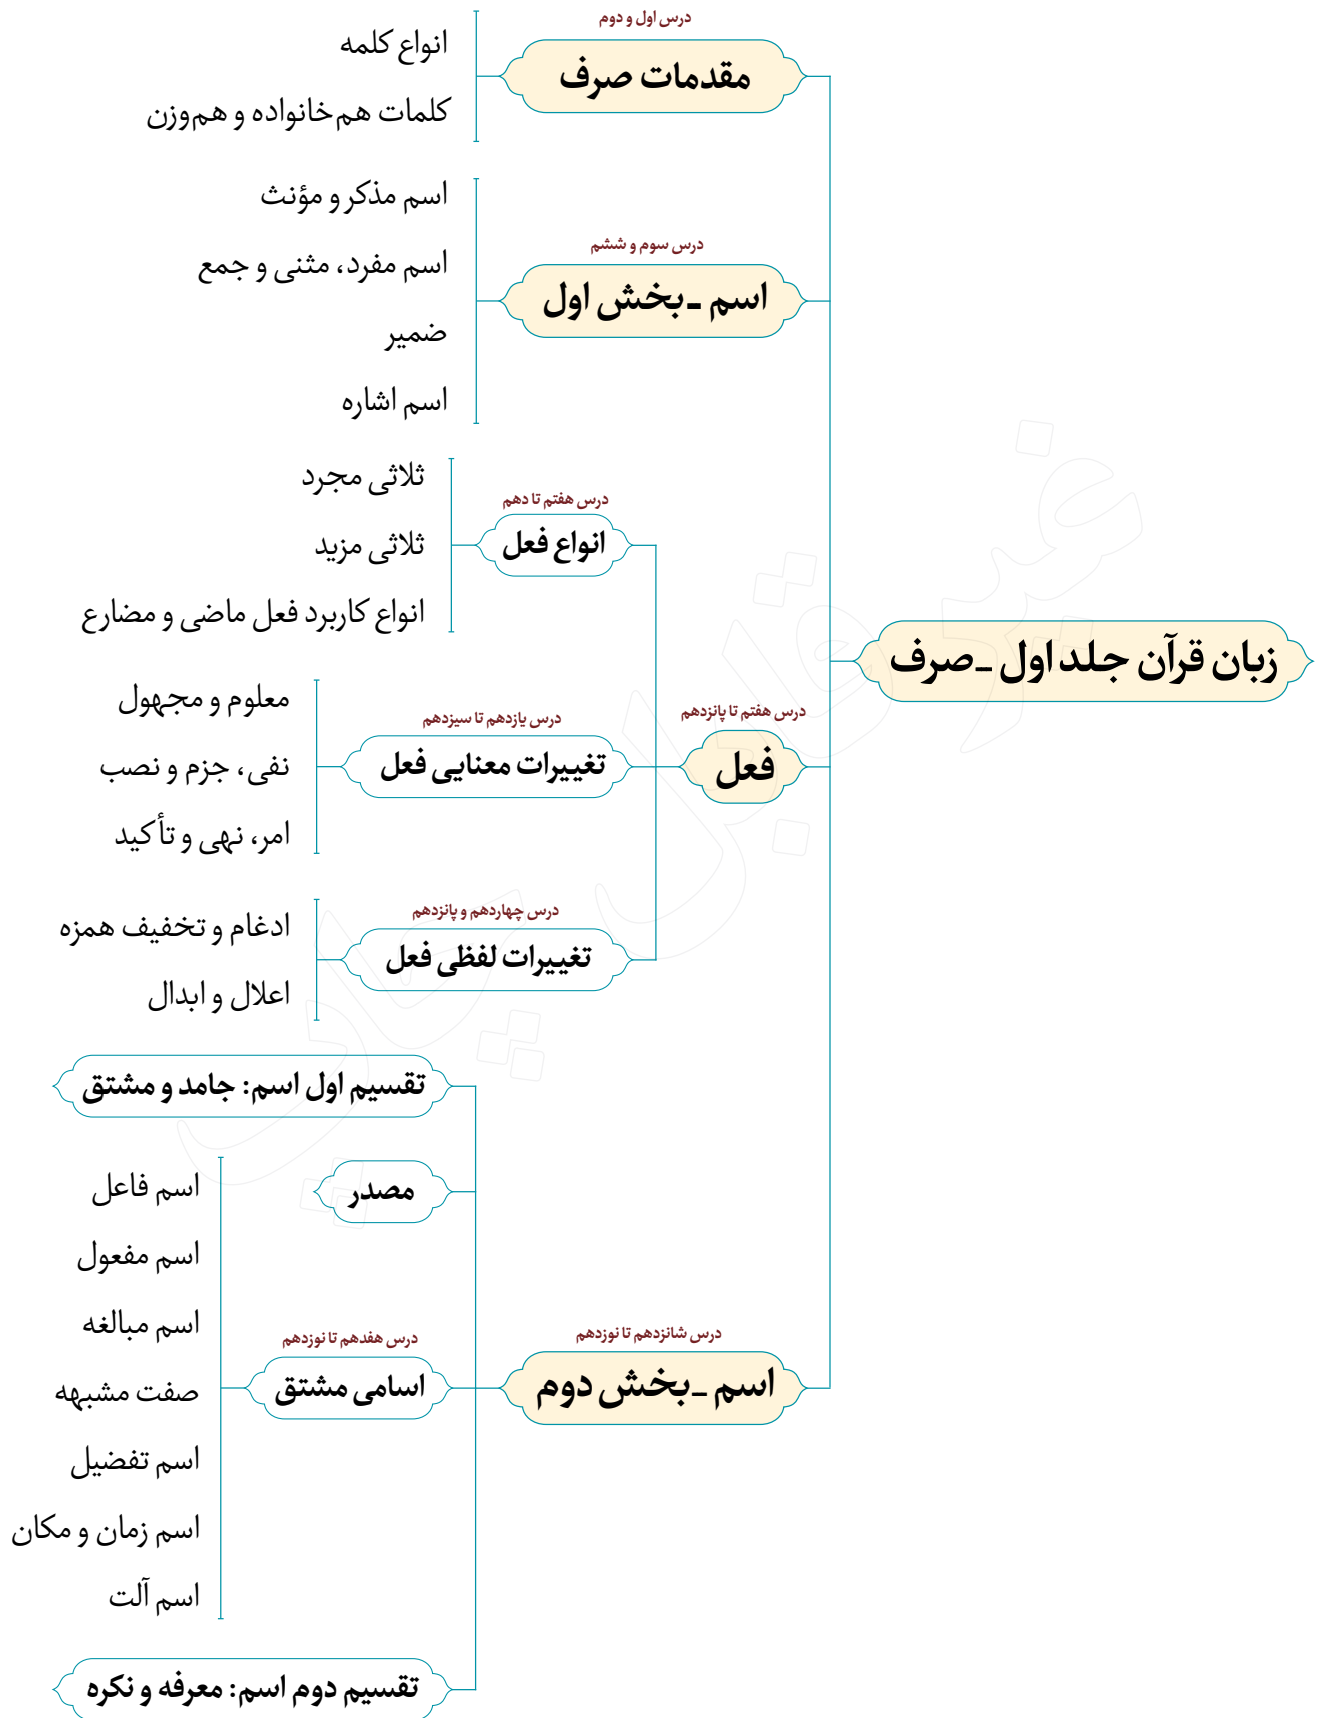 زبان قرآن جلد اول ـ صرف
درس اول و دوم
مقدمات صرف
انواع کلمه
کلمات هم‌خانواده و هم‌وزن
درس سوم و ششم
اسم ـ بخش اول
اسم مذکر و مؤنث
اسم مفرد، مثنی و جمع
ضمیر
اسم اشاره
درس هفتم تا پانزدهم
فعل
درس هفتم تا دهم
انواع فعل
ثلاثی مجرد
ثلاثی مزید
انواع کاربرد فعل ماضی و مضارع
درس یازدهم تا سیزدهم
تغییرات معنایی فعل
معلوم و مجهول
نفی، جزم و نصب
امر، نهی و تأکید
درس چهاردهم و پانزدهم
تغییرات لفظی فعل
ادغام و تخفیف همزه
اعلال و ابدال
درس شانزدهم تا نوزدهم
اسم ـ بخش دوم
تقسیم اول اسم: جامد و مشتق
مصدر
درس هفدهم تا نوزدهم
اسامی مشتق
اسم فاعل
اسم مفعول
اسم مبالغه
صفت مشبهه
اسم تفضیل
اسم زمان و مکان
اسم آلت
تقسیم دوم اسم: معرفه و نکره
غیرقابل چاپ